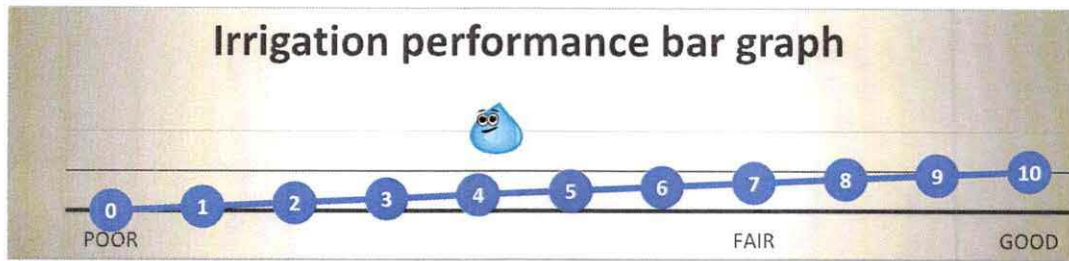 Irrigation performance bar graph
0 1 2 3 4 5 6 7 8 9 10
POOR FAIR GOOD